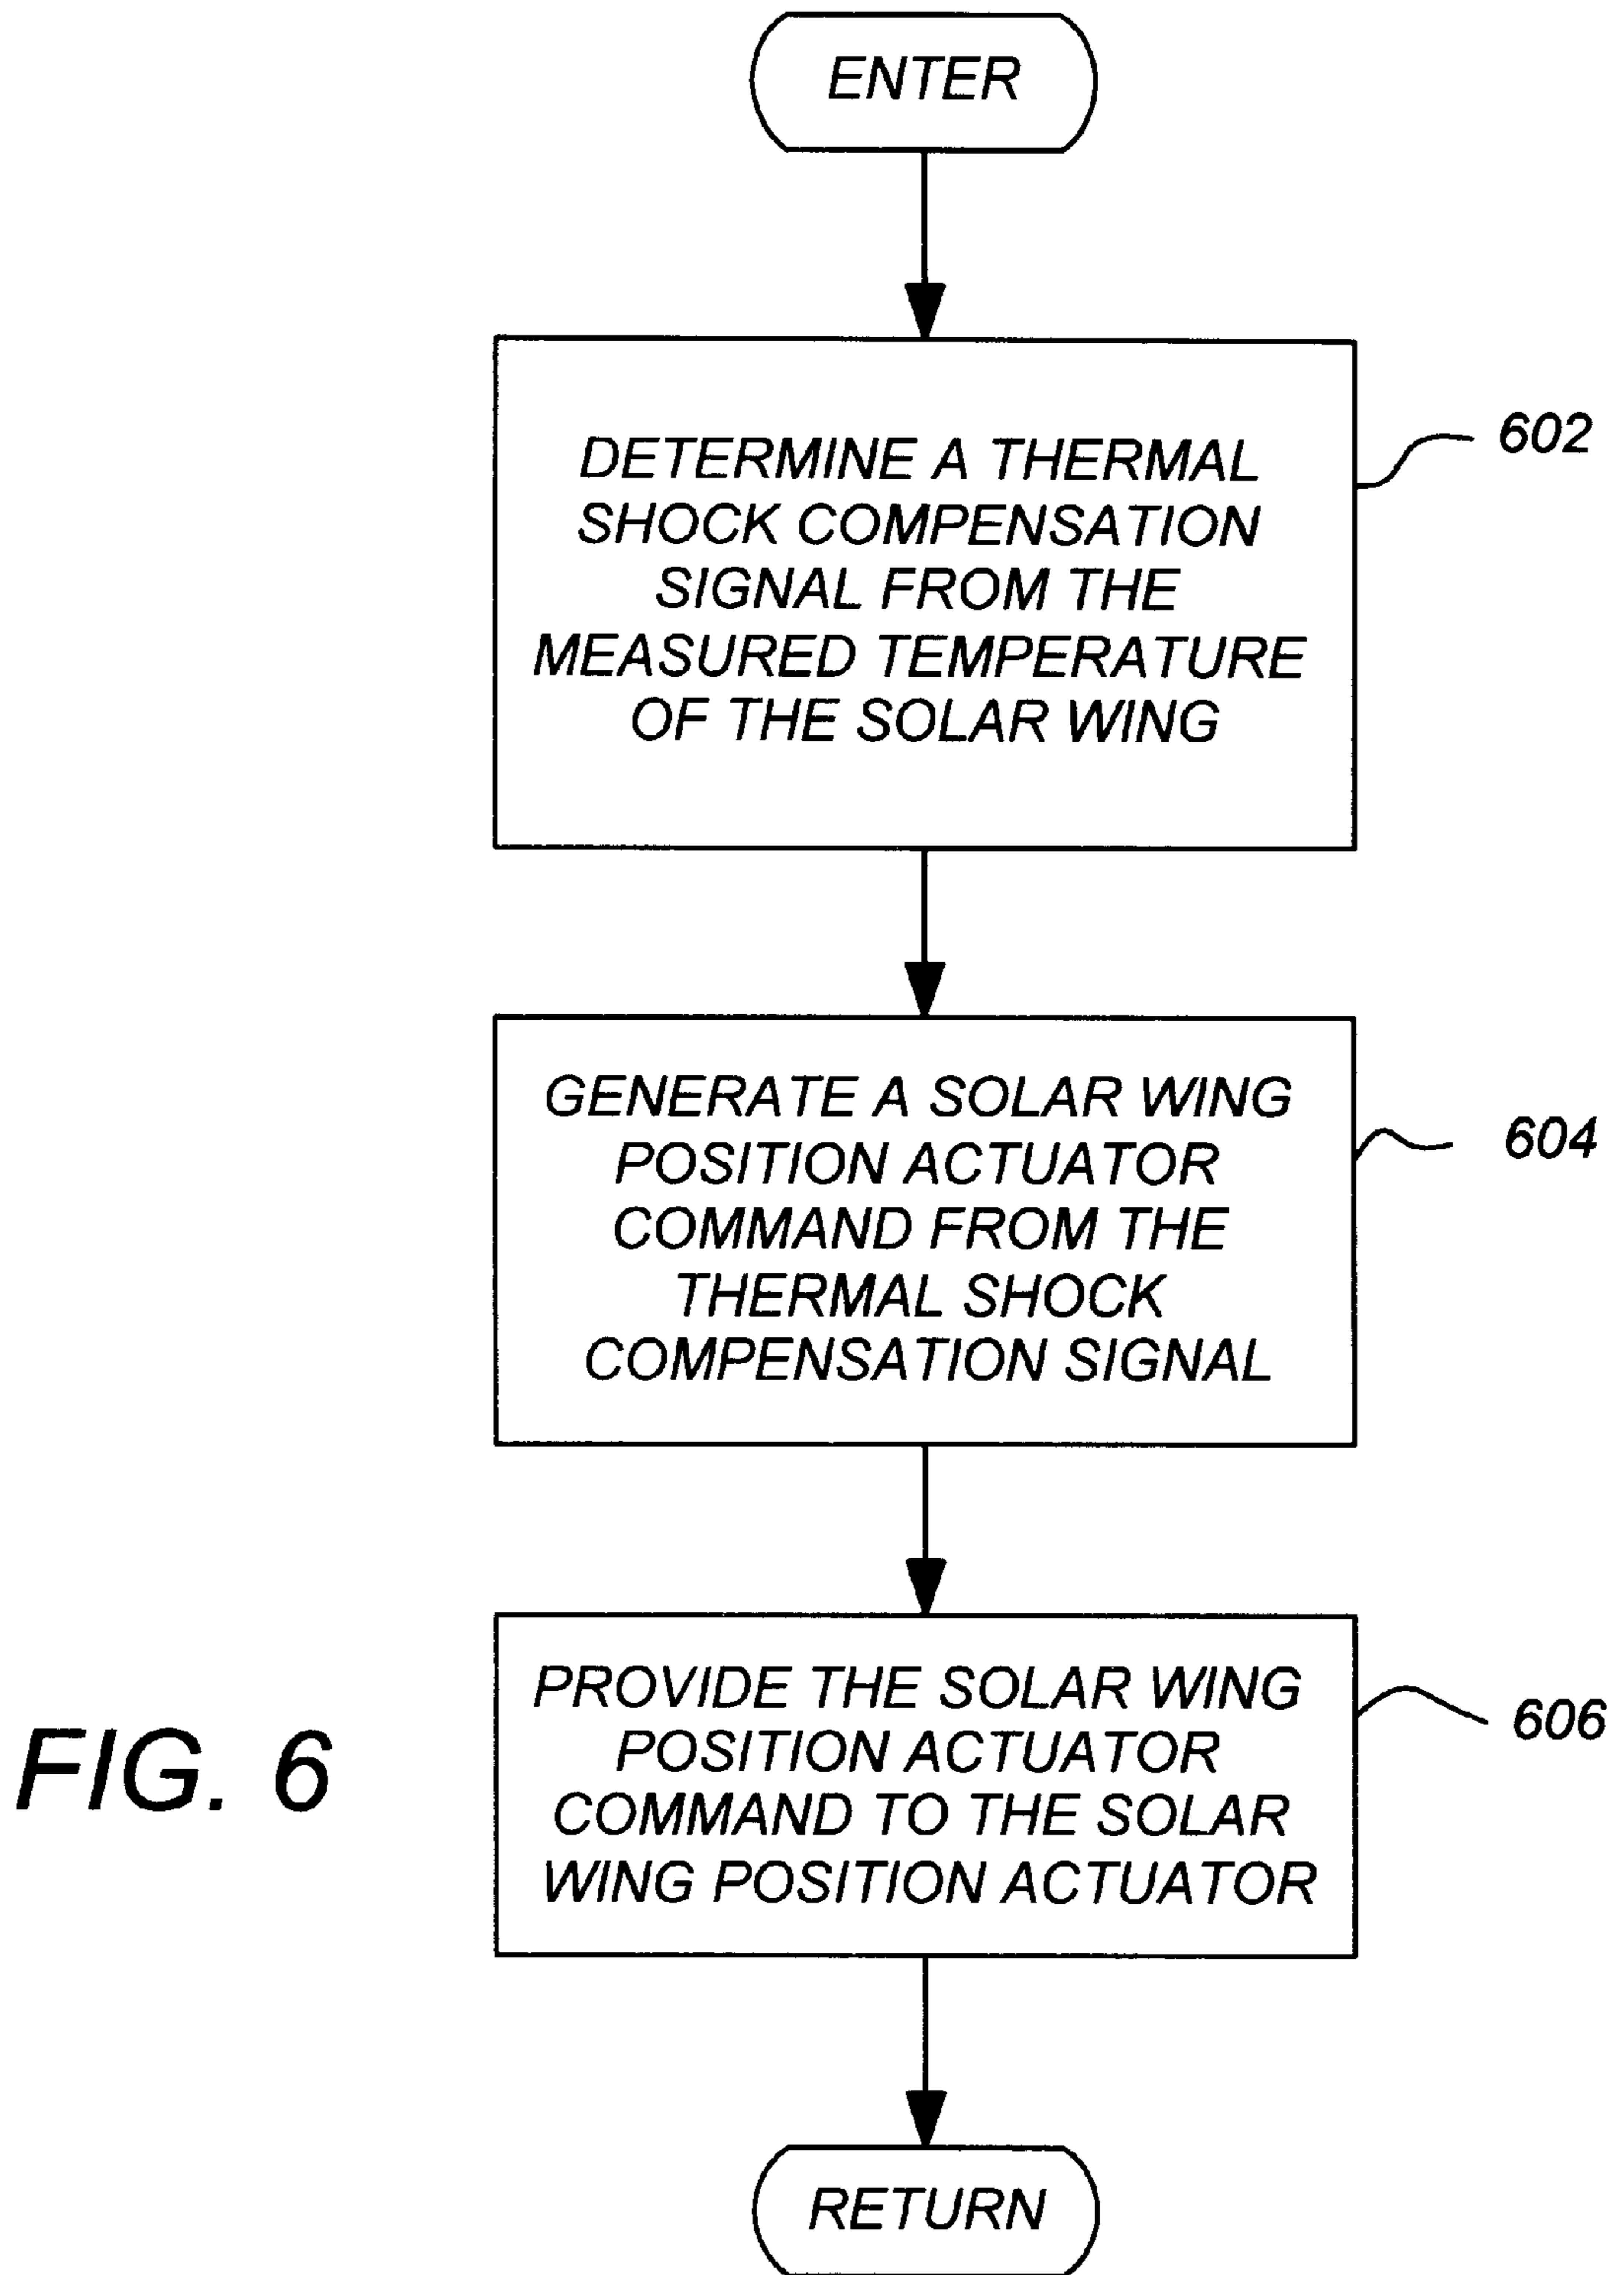 ENTER
DETERMINE A THERMAL
SHOCK COMPENSATION
SIGNAL FROM THE
MEASURED TEMPERATURE
OF THE SOLAR WING
602
GENERATE A SOLAR WING
POSITION ACTUATOR
COMMAND FROM THE
THERMAL SHOCK
COMPENSATION SIGNAL
604
PROVIDE THE SOLAR WING
POSITION ACTUATOR
COMMAND TO THE SOLAR
WING POSITION ACTUATOR
606
FIG. 6
RETURN